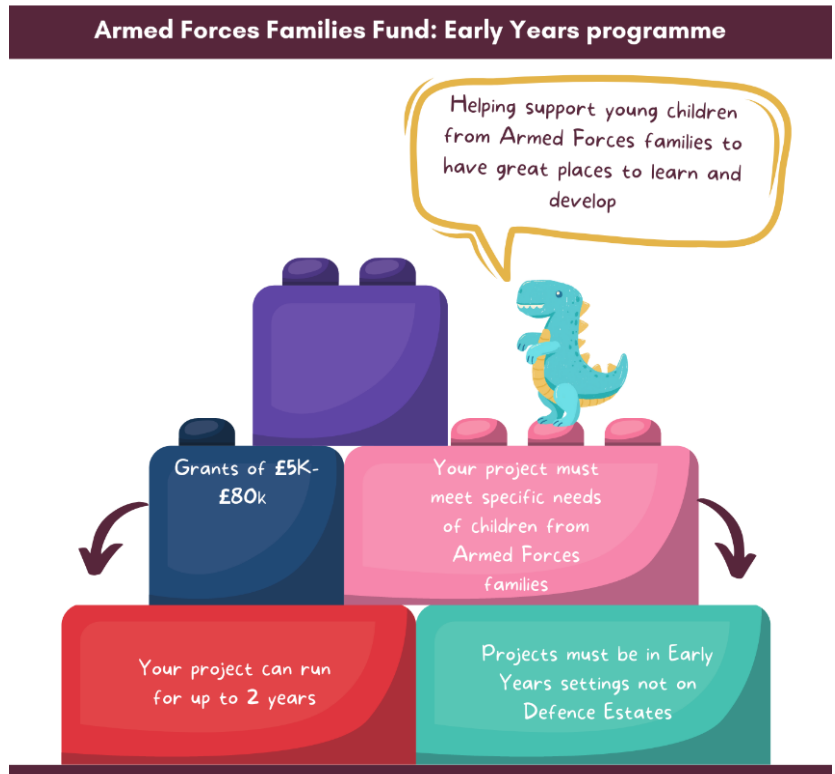 Armed Forces Families Fund: Early Years programme
Helping support young children
from Armed Forces families to
have great places to learn and
develop
Grants of £5K-
£80k
Your project must
meet specific needs
of children from
Armed Forces
families
Your project can run
for up to 2 years
Projects must be in Early
Years settings not on
Defence Estates